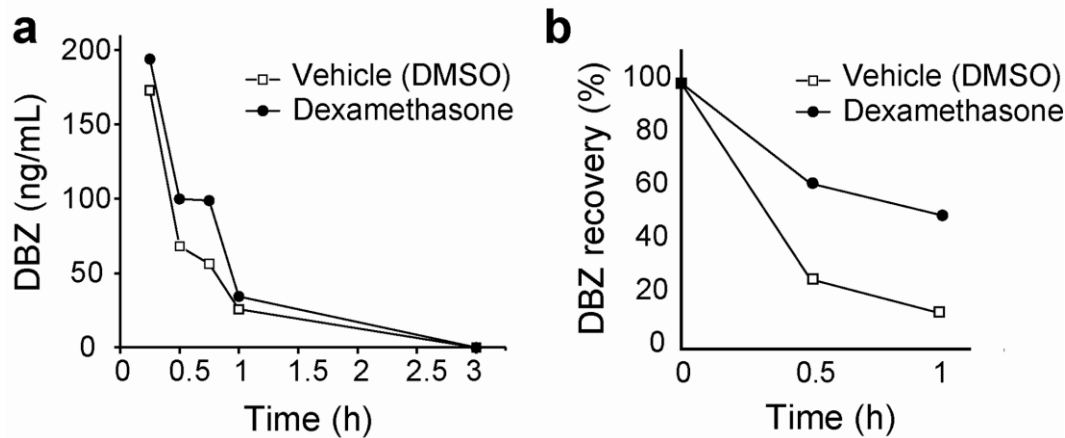 a
200
150
100
50
0
DBZ (ng/mL)
Vehicle (DMSO)
Dexamethasone
0 0.5 1 1.5 2 2.5 3
Time (h)
b
100
80
60
40
20
0
DBZ recovery (%)
Vehicle (DMSO)
Dexamethasone
0 0.5 1
Time (h)